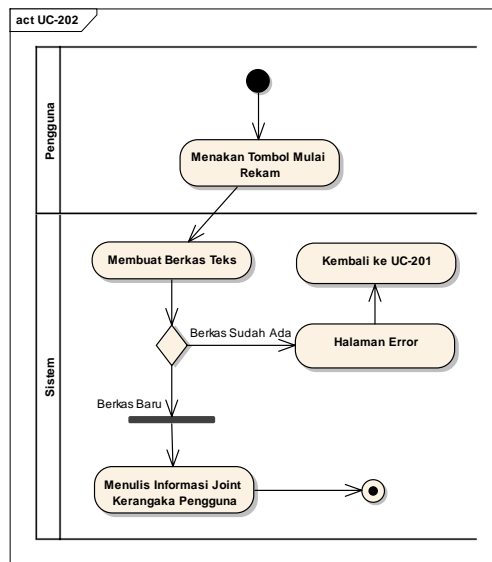 act UC-202
Pengguna
Menakan Tombol Mulai
Rekam
Sistem
Membuat Berkas Teks
Kembali ke UC-201
Berkas Sudah Ada
Halaman Error
Berkas Baru
Menulis Informasi Joint
Kerangaka Pengguna